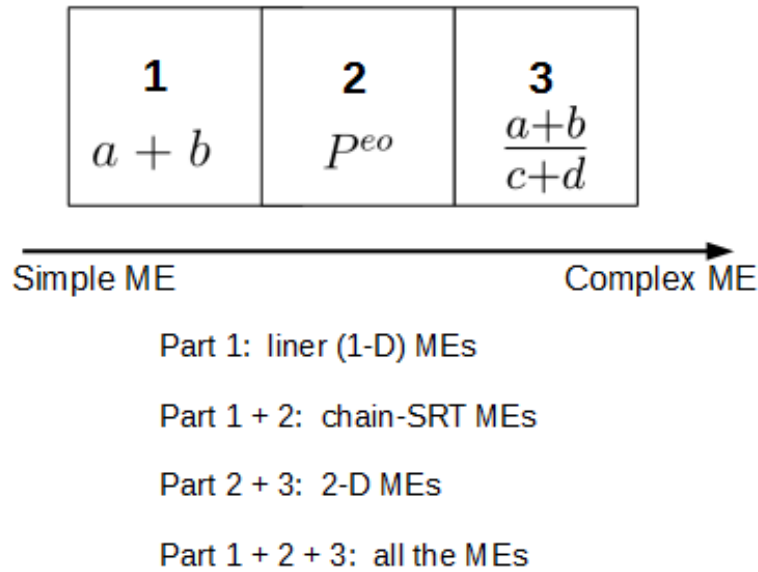 1 2 3
a + b P^{eo} \frac{a+b}{c+d}
Simple ME Complex ME
Part 1: liner (1-D) MEs
Part 1 + 2: chain-SRT MEs
Part 2 + 3: 2-D MEs
Part 1 + 2 + 3: all the MEs